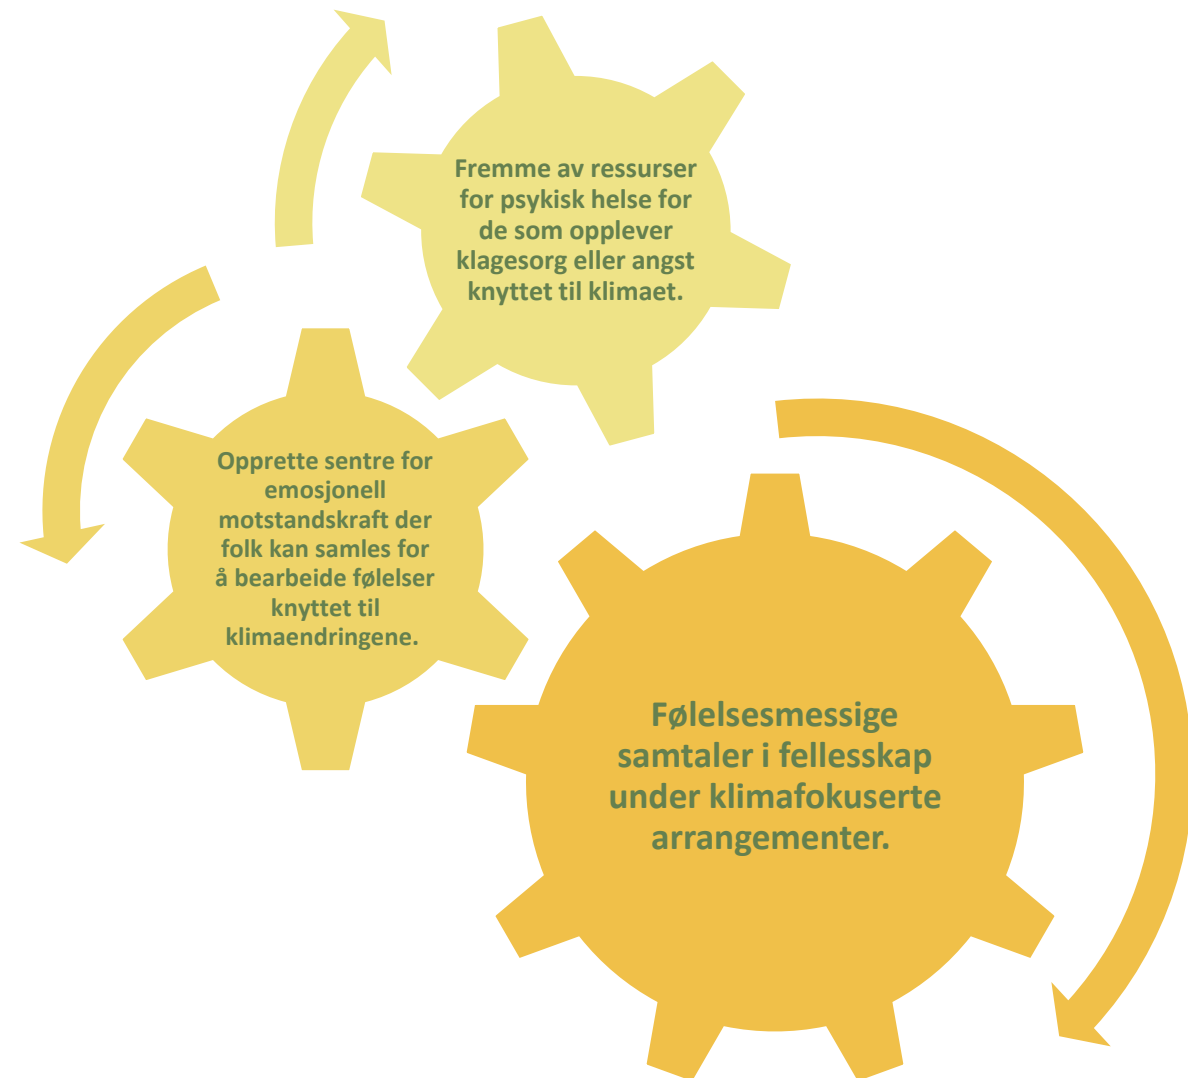 Fremme av ressurser
for psykisk helse for
de som opplever
klagesorg eller angst
knyttet til klimaet.
Opprette sentre for
emosjonell
motstandskraft der
folk kan samles for
å bearbeide følelser
knyttet til
klimaendringene.
Følelsesmessige
samtaler i fellesskap
under klimafokuserte
arrangementer.